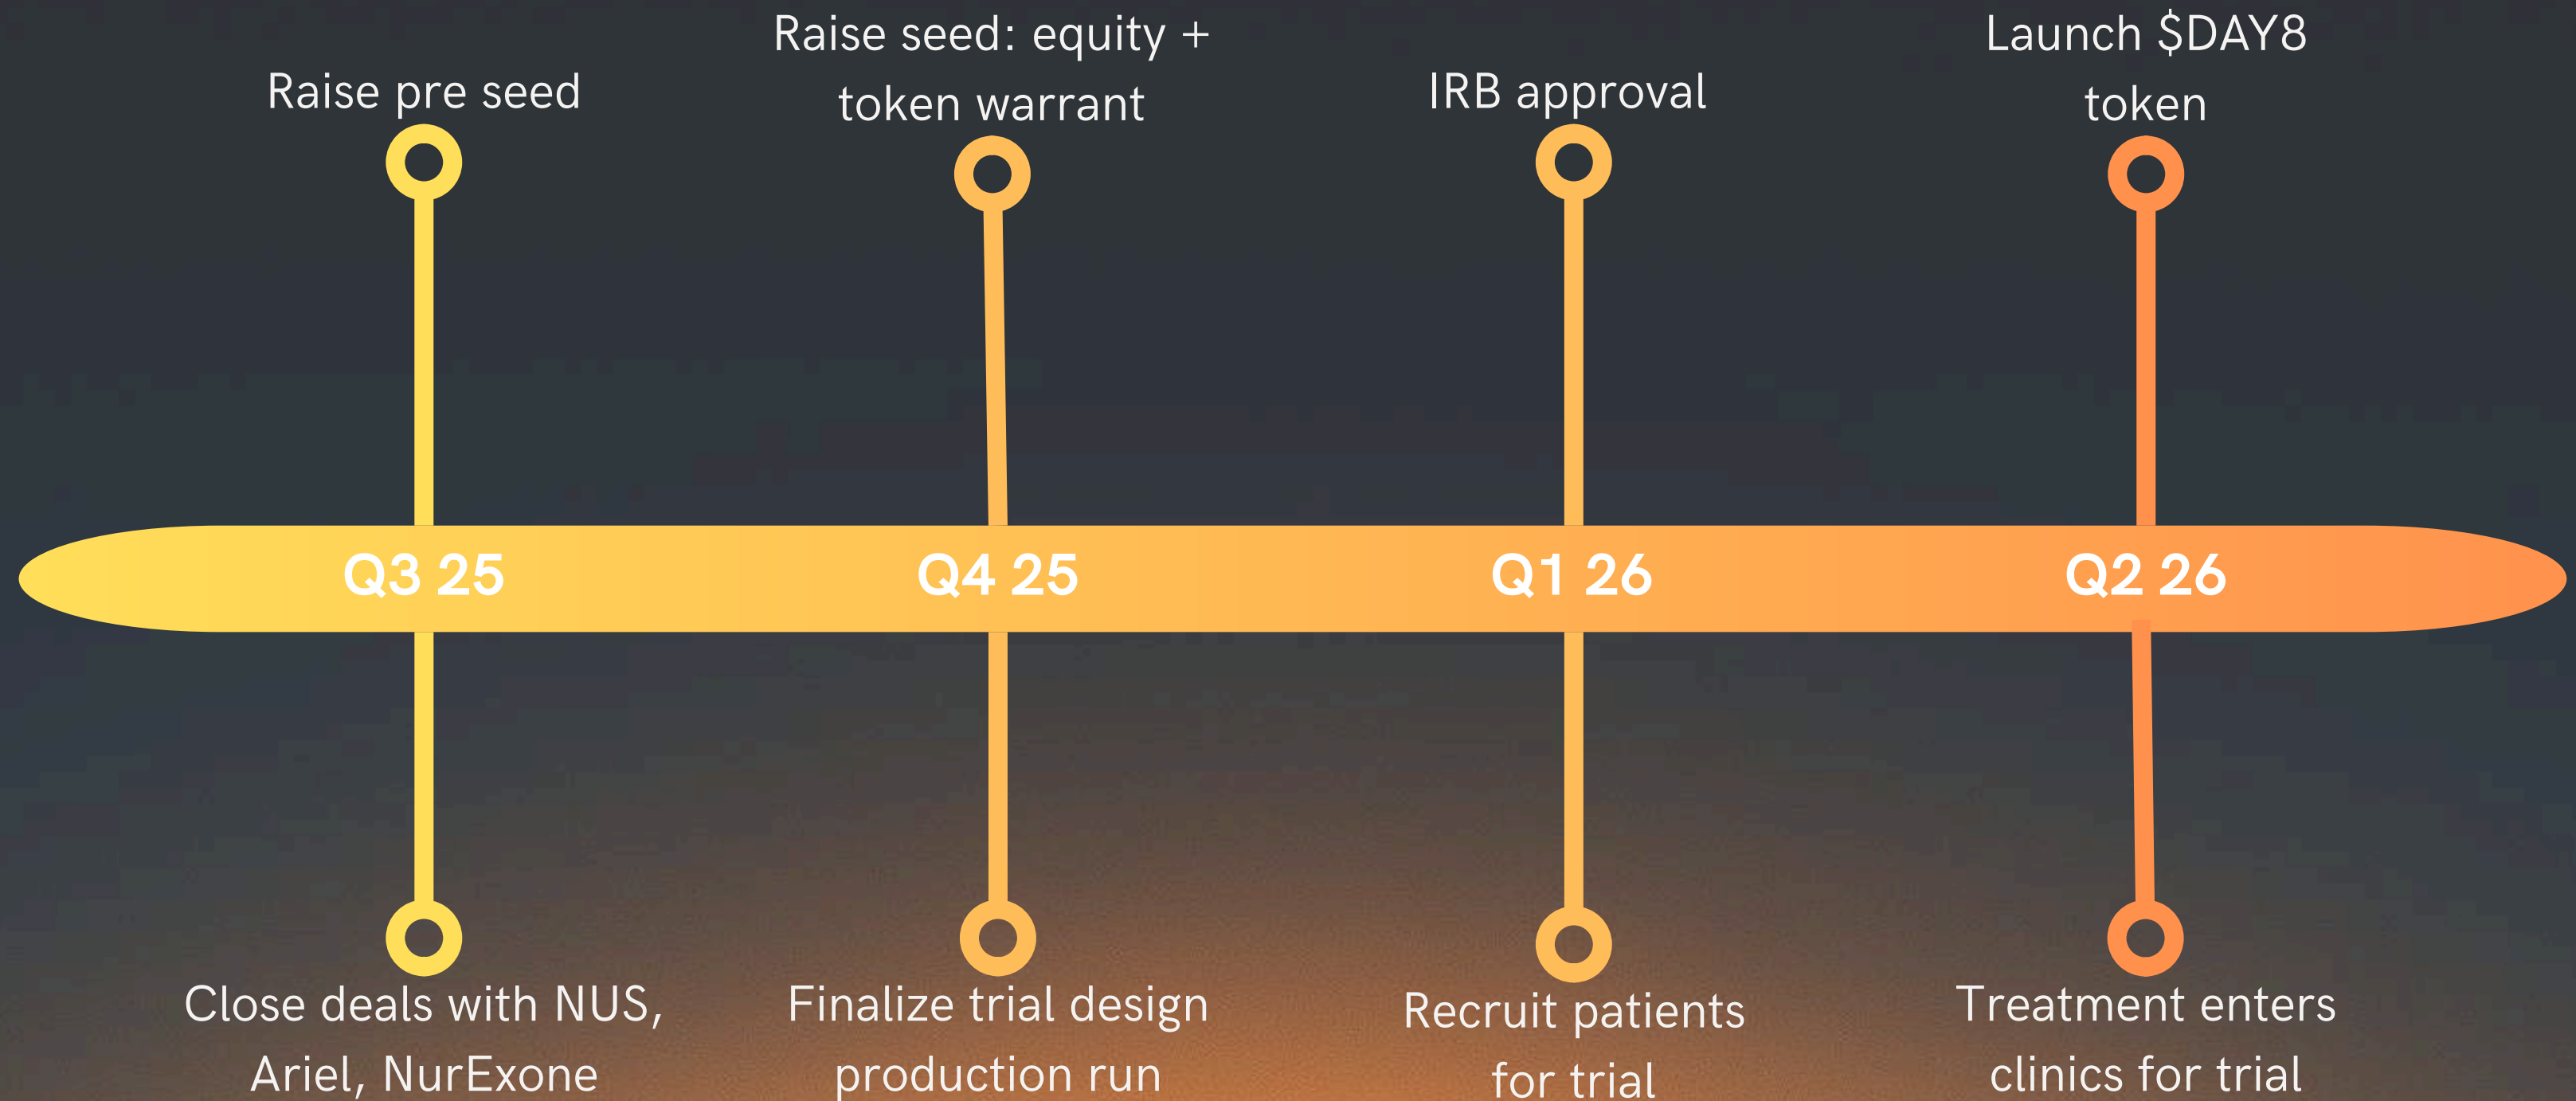 Raise pre seed
Raise seed: equity +
token warrant
IRB approval
Launch $DAY8
token
Q3 25
Q4 25
Q1 26
Q2 26
Close deals with NUS,
Ariel, NurExone
Finalize trial design
production run
Recruit patients
for trial
Treatment enters
clinics for trial